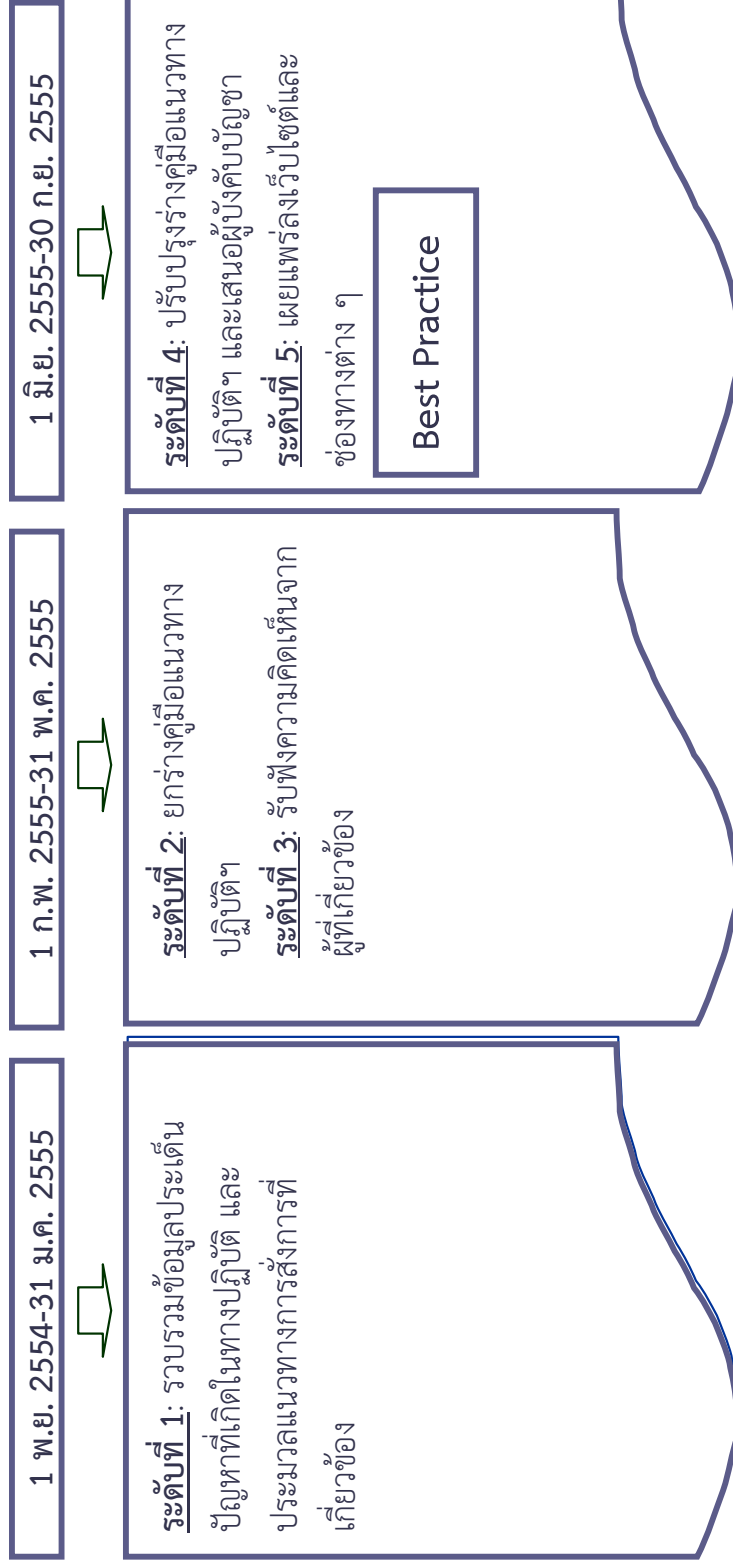 1 พ.ย. 2554-31 ม.ค. 2555
ระดับที่ 1: รวบรวมข้อมูลประเด็น
ปัญหาที่เกิดในทางปฏิบัติ และ
ประมวลแนวทางการสั่งการที่
เกี่ยวข้อง
1 ก.พ. 2555-31 พ.ค. 2555
ระดับที่ 2: ยกร่างคู่มือแนวทาง
ปฏิบัติฯ
ระดับที่ 3: รับฟังความคิดเห็นจาก
ผู้ที่เกี่ยวข้อง
1 มิ.ย. 2555-30 ก.ย. 2555
ระดับที่ 4: ปรับปรุงร่างคู่มือแนวทาง
ปฏิบัติฯ และเสนอผู้บังคับบัญชา
ระดับที่ 5: เผยแพร่ลงเว็บไซต์และ
ช่องทางต่าง ๆ
Best Practice